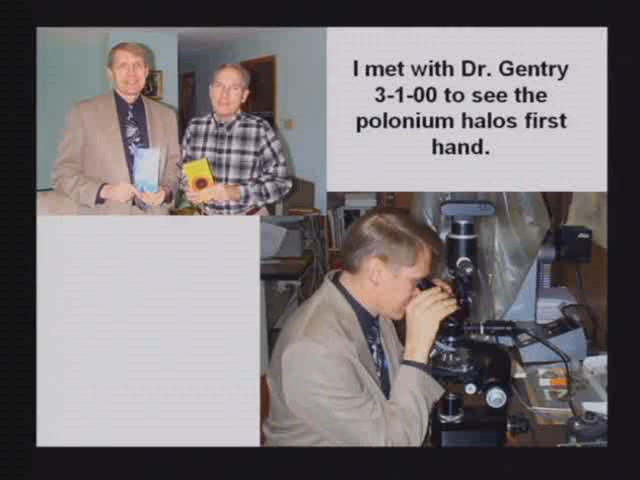 I met with Dr. Gentry
3-1-00 to see the
polonium halos first
hand.